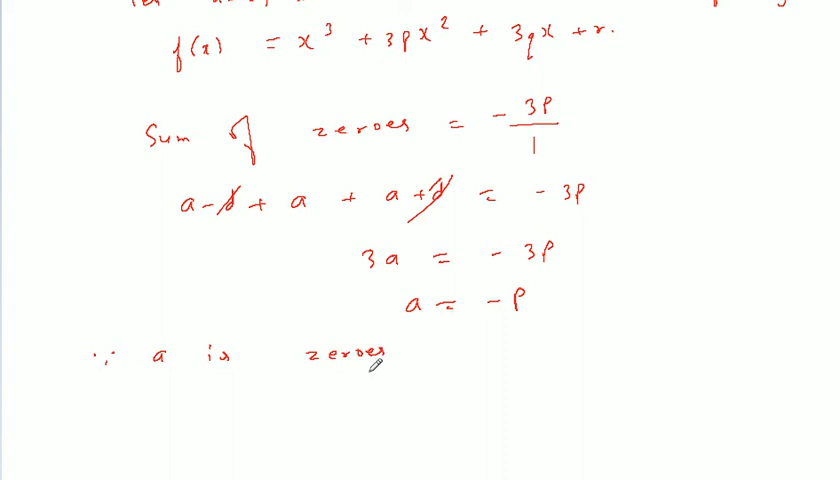 f(x) = x³ + 3px² + 3qx + r.
Sum of zeroes = - 3P/1
a-d + a + a+d = - 3P
3a = - 3P
a = - P
∵ a is zeroes